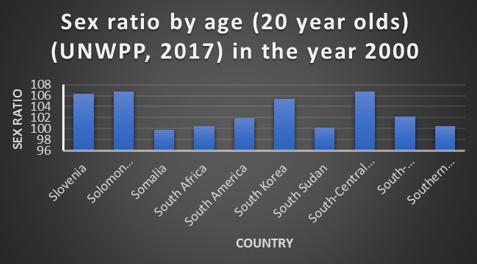 Sex ratio by age (20 year olds)
(UNWPP, 2017) in the year 2000
SEX RATIO
108
106
104
102
100
98
96
Slovenia
Solomon…
Somalia
South Africa
South America
South Korea
South Sudan
South-Central…
South-…
Southern…
COUNTRY